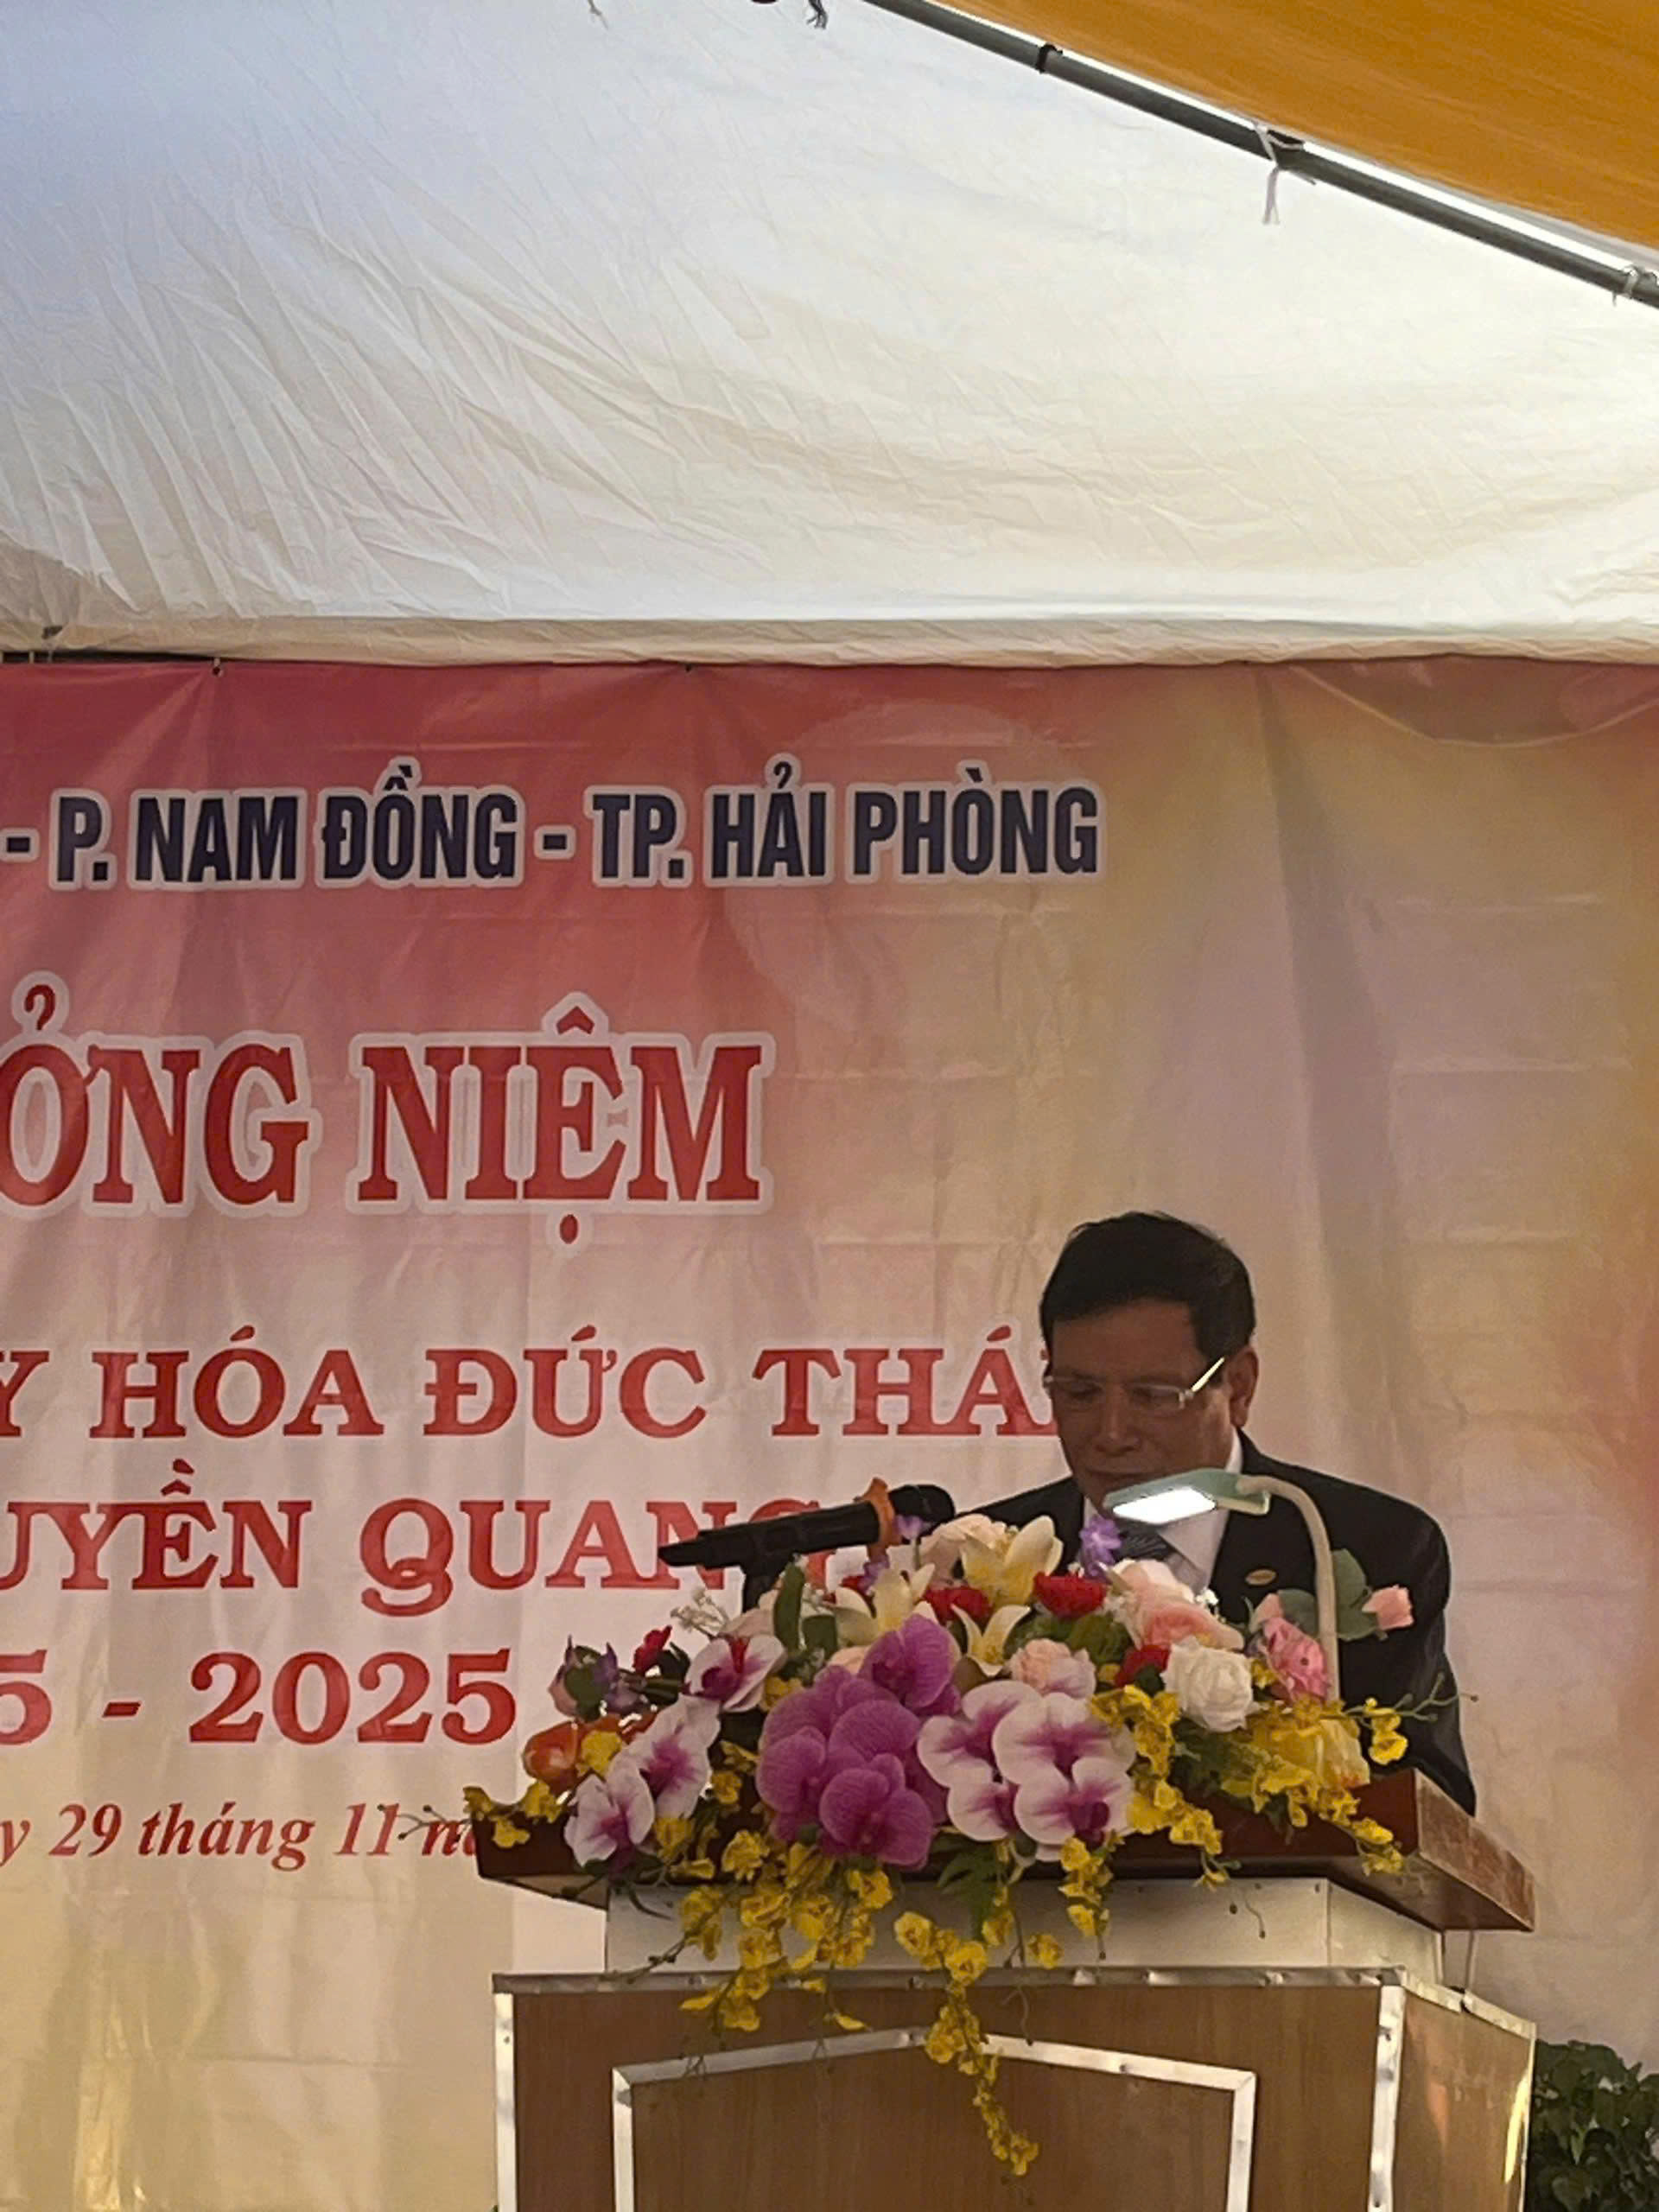 - P. NAM ĐỒNG - TP. HẢI PHÒNG
ỞNG NIỆM
Y HÓA ĐỨC THÁ
UYỀN QUANG
5 - 2025
y 29 tháng 11